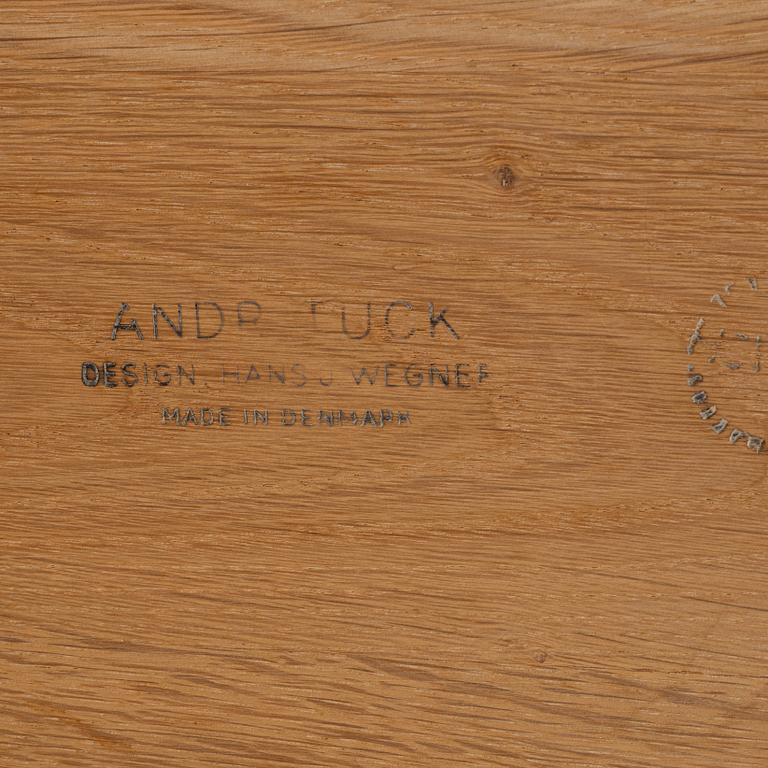 ANDR TUCK
DESIGN. HANS J WEGNER
MADE IN DENMARK